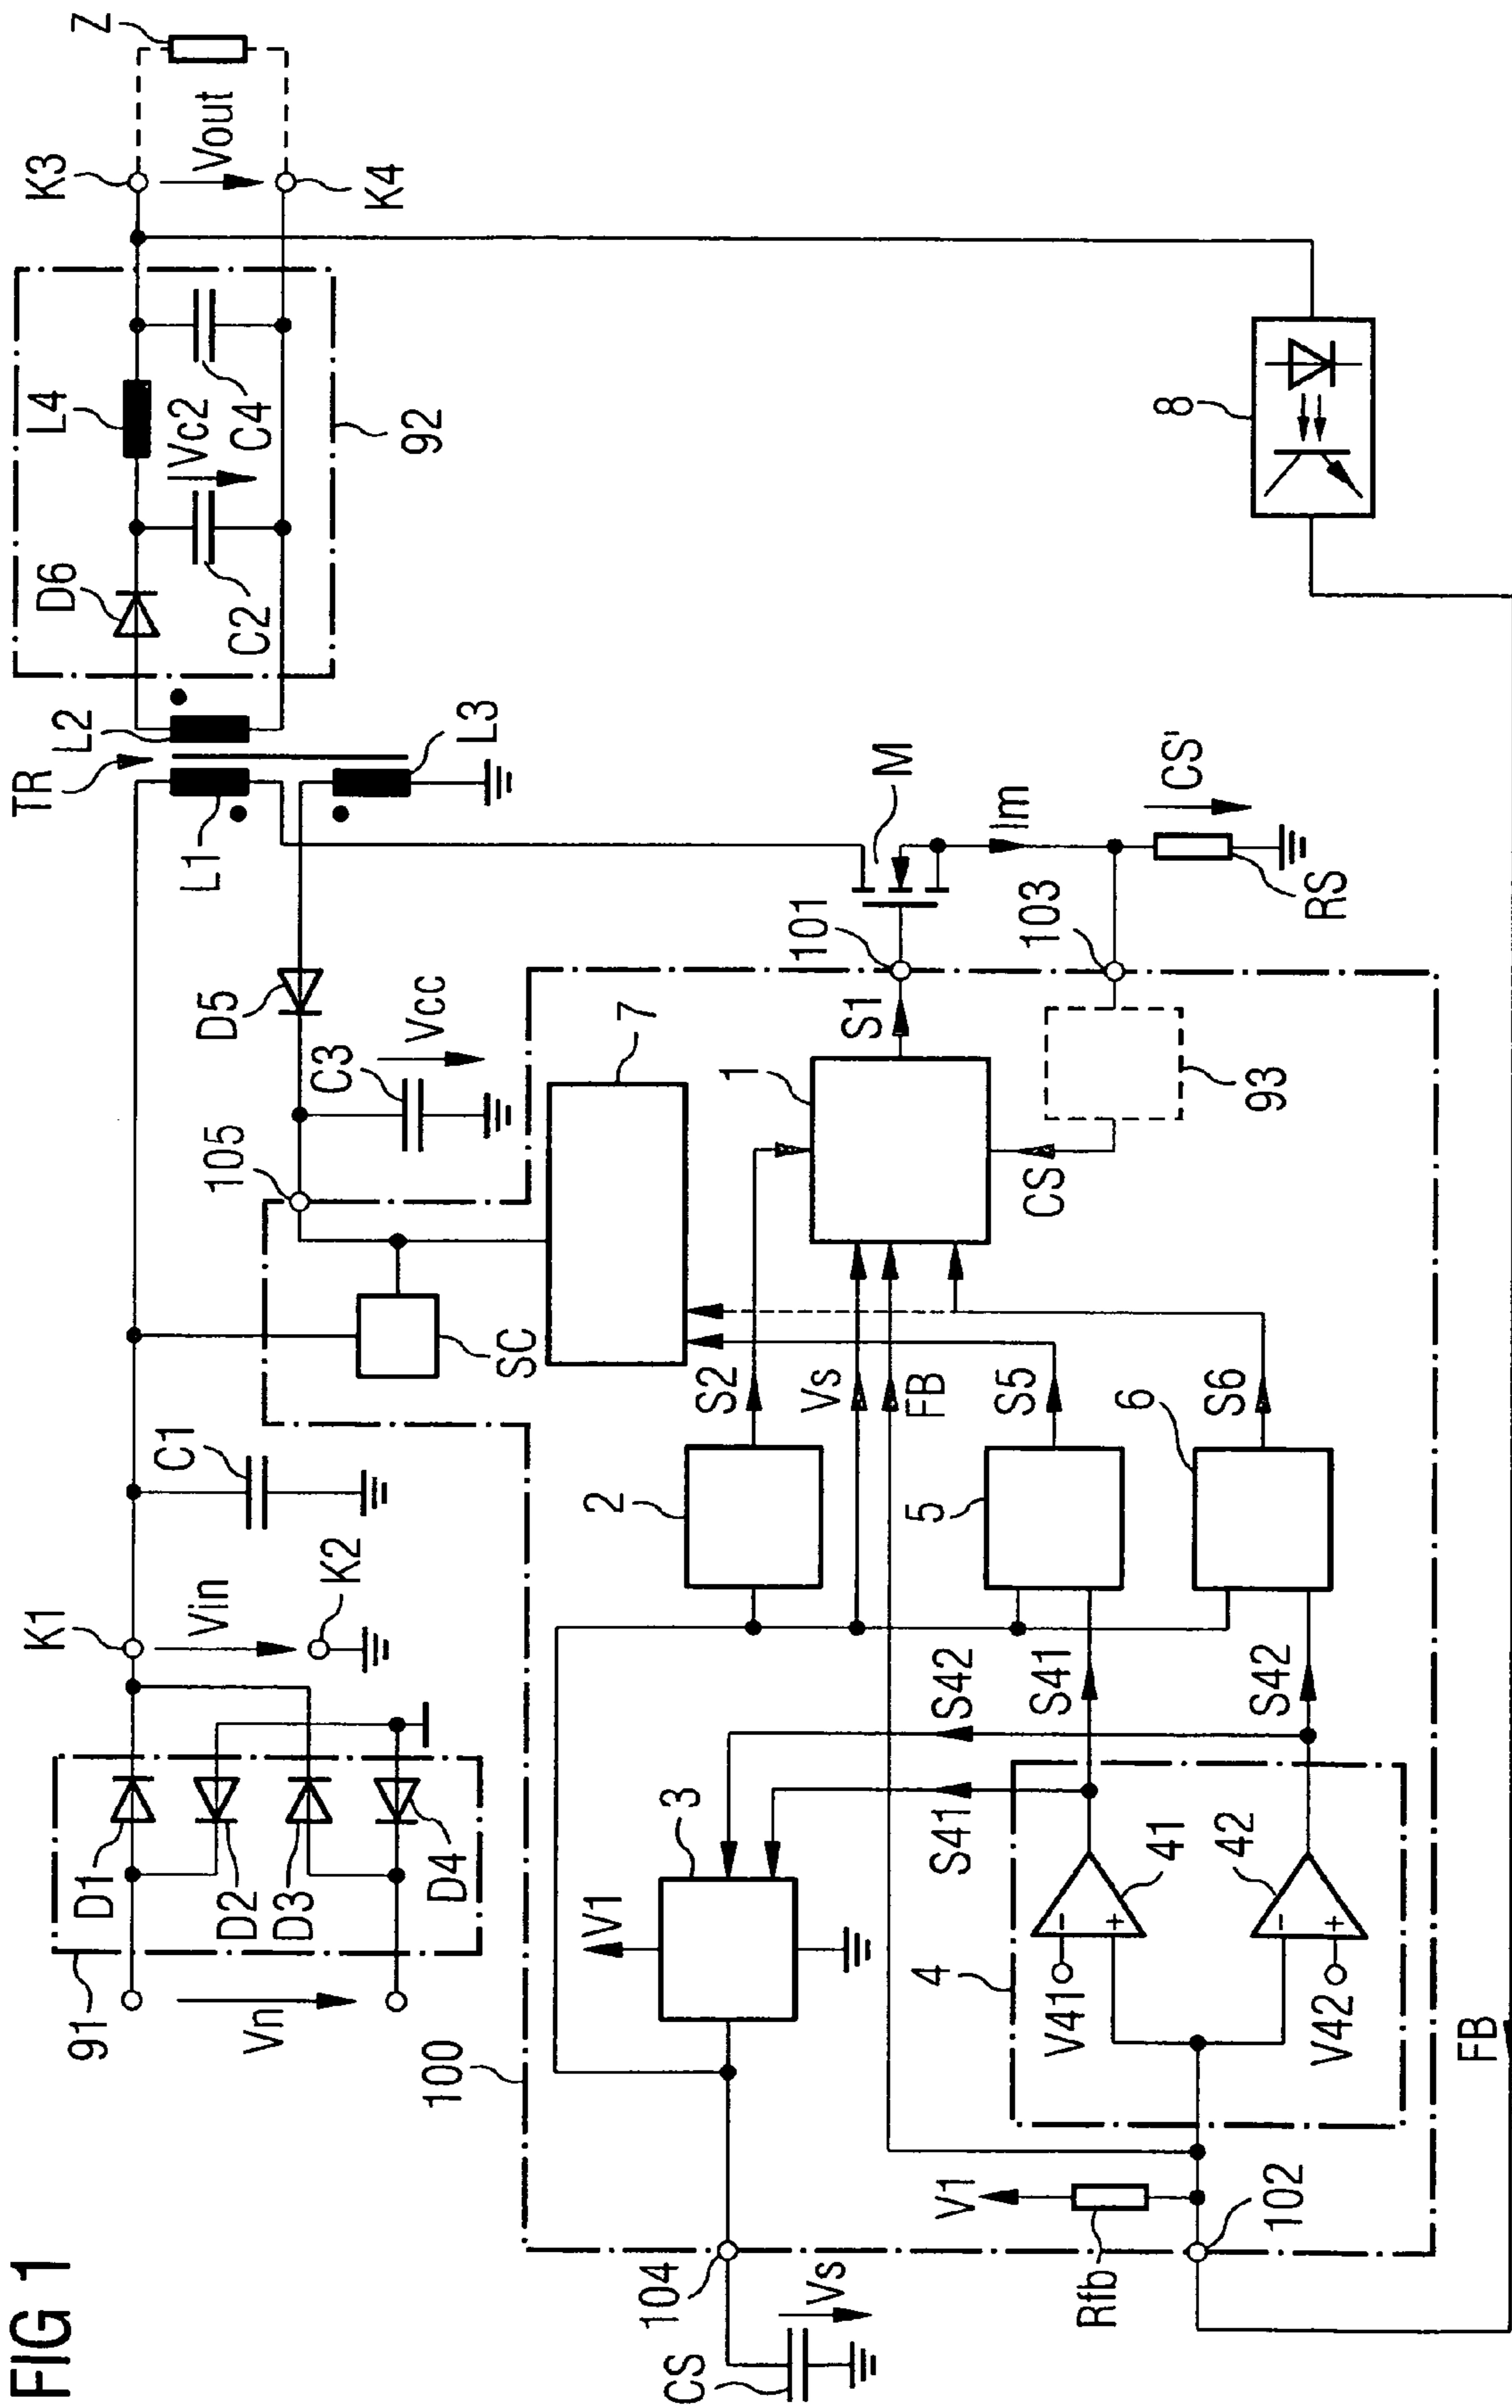 FIG 1
91
Vn
D1
D2
D3
D4
K1
Vin
K2
C1
SC
105
D5
C3
Vcc
TR
L1
L2
L3
D6
C2
Vc2
L4
C4
92
K3
Vout
K4
Z
100
V1
3
S42
S41
2
S2
Vs
FB
7
1
S1
101
M
Im
103
CS'
RS
93
CS
4
V41
-
+
41
V42
-
+
42
S41
S42
5
S5
6
S6
8
CS
104
Vs
V1
Rfb
102
FB